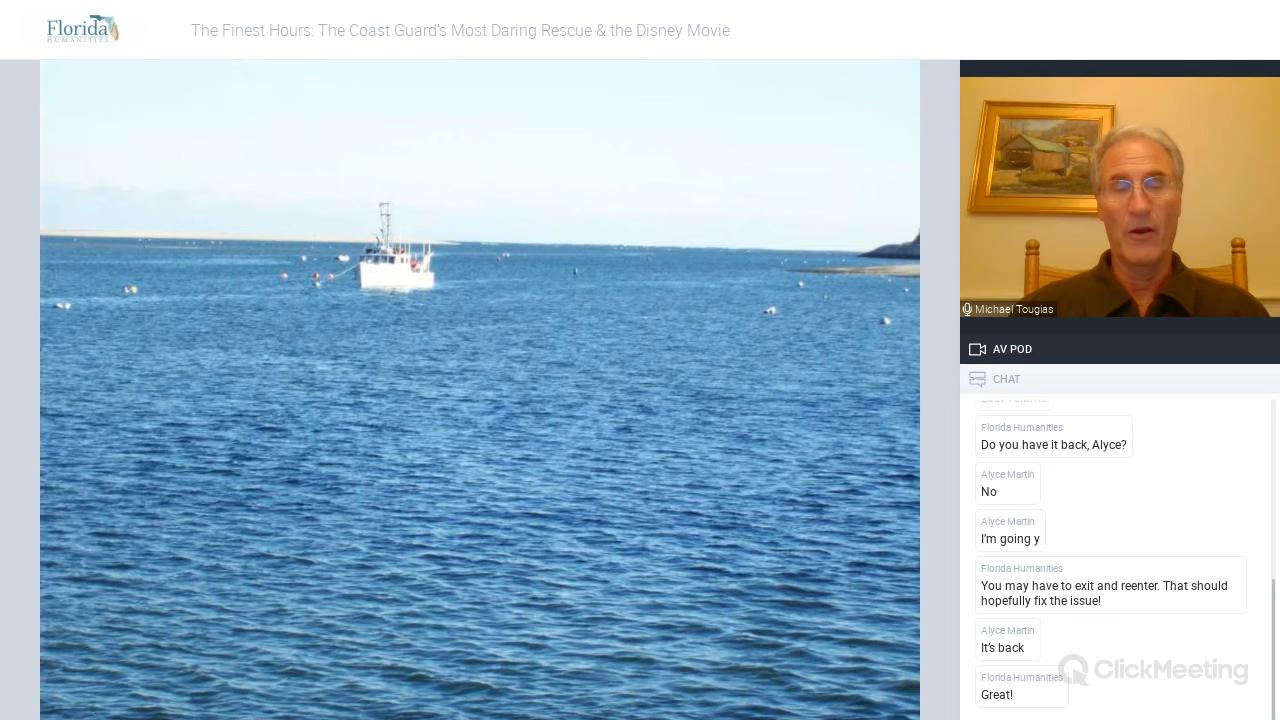 Florida
HUMANITIES
The Finest Hours: The Coast Guard's Most Daring Rescue & the Disney Movie
Michael Tougias
AV POD
CHAT
Florida Humanities
Do you have it back, Alyce?
Alyce Martin
No
Alyce Martin
I'm going y
Florida Humanities
You may have to exit and reenter. That should
hopefully fix the issue!
Alyce Martin
It's back
ClickMeeting
Florida Humanities
Great!